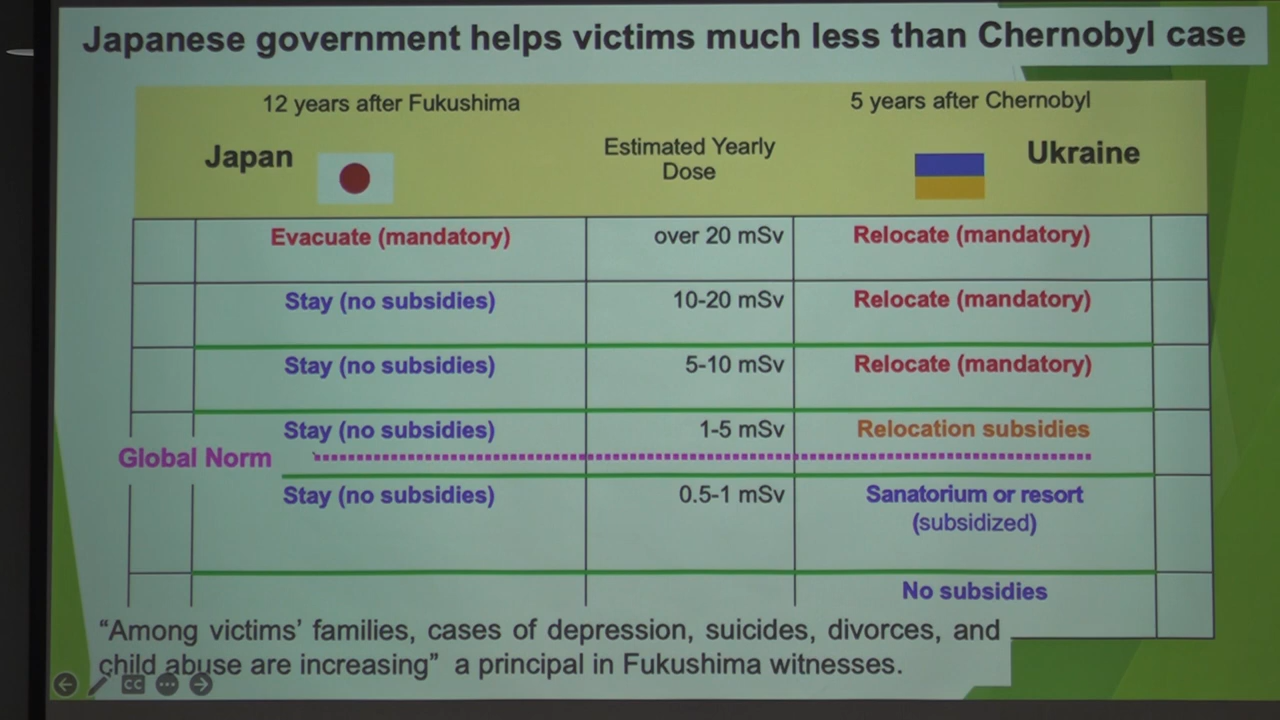 Japanese government helps victims much less than Chernobyl case
12 years after Fukushima
5 years after Chernobyl
Japan
Estimated Yearly
Dose
Ukraine
Evacuate (mandatory)
over 20 mSv
Relocate (mandatory)
Stay (no subsidies)
10-20 mSv
Relocate (mandatory)
Stay (no subsidies)
5-10 mSv
Relocate (mandatory)
Stay (no subsidies)
1-5 mSv
Relocation subsidies
Global Norm
Stay (no subsidies)
0.5-1 mSv
Sanatorium or resort
(subsidized)
No subsidies
“Among victims’ families, cases of depression, suicides, divorces, and
child abuse are increasing” a principal in Fukushima witnesses.
CC